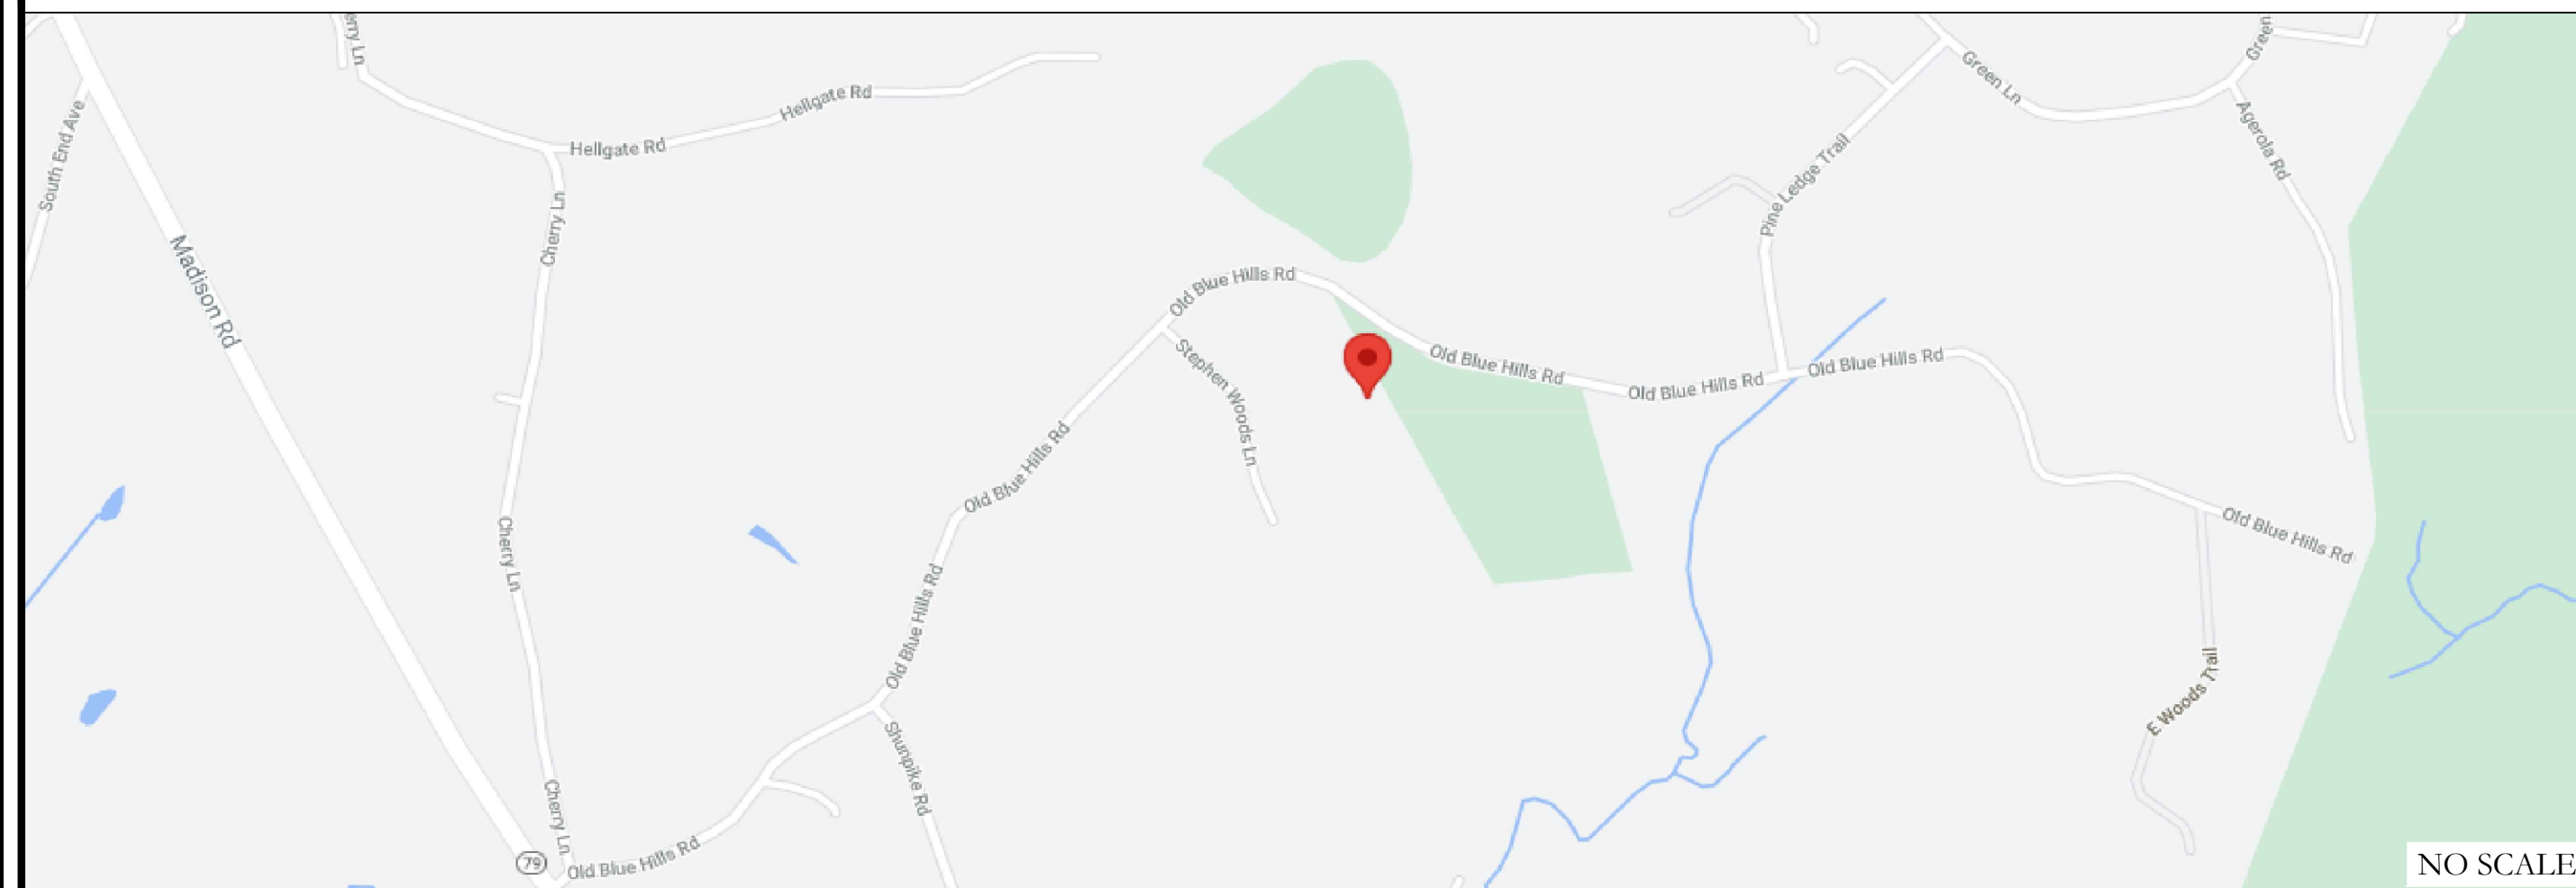 erry Ln
Green
Green Ln
South End Ave
Hellgate Rd
Hellgate Rd
Agerola Rd
Pine Ledge Trail
Cherry Ln
Madison Rd
Old Blue Hills Rd
Stephen Woods Ln
Old Blue Hills Rd
Old Blue Hills Rd
Old Blue Hills Rd
Old Blue Hills Rd
Old Blue Hills Rd
Cherry Ln
Old Blue Hills Rd
E Woods Trail
Shunpike Rd
Cherry Ln
79
Old Blue Hills Rd
NO SCALE